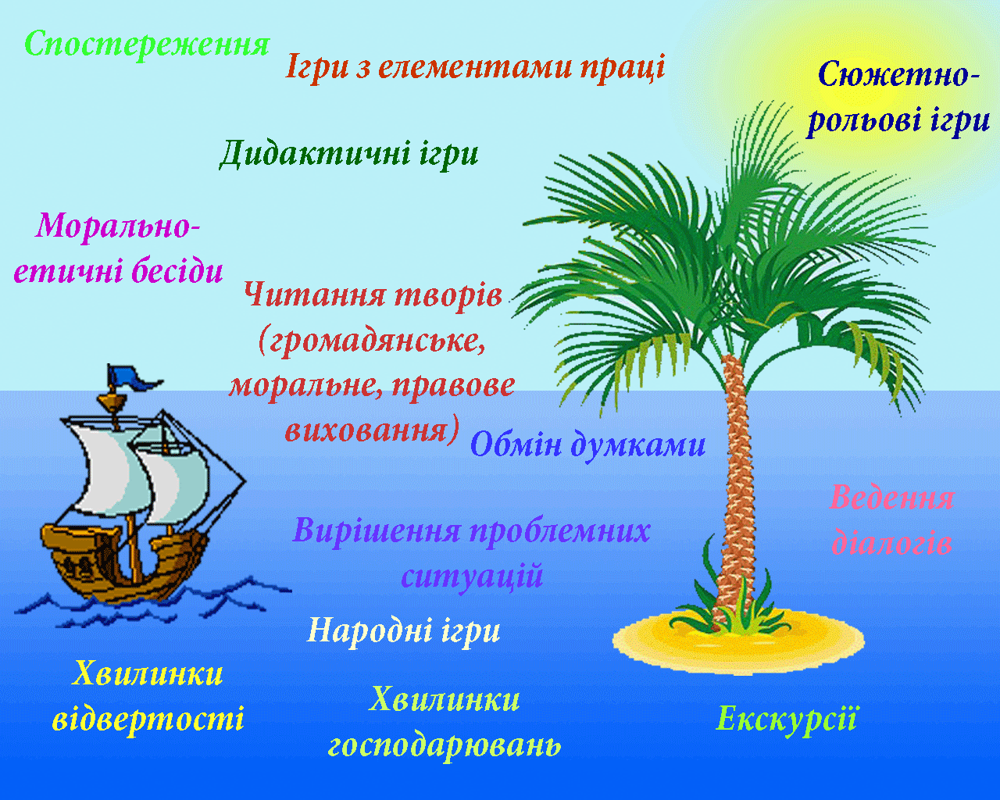 Спостереження
Ігри з елементами праці
Сюжетно-
рольові ігри
Дидактичні ігри
Морально-
етичні бесіди
Читання творів
(громадянське,
моральне, правове
виховання)
Обмін думками
Ведення
діалогів
Вирішення проблемних
ситуацій
Народні ігри
Хвилинки
відвертості
Хвилинки
господарювань
Екскурсії